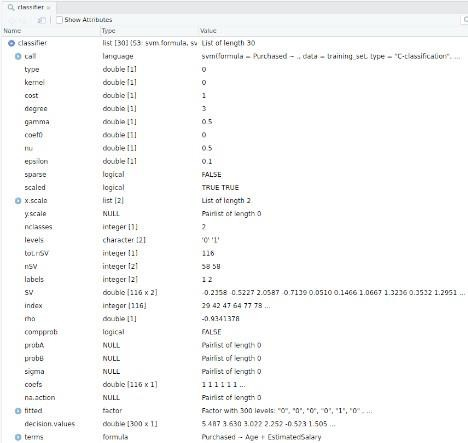 classifier
Show Attributes
Name Type Value
classifier list [30] (S3: svm.formula, sv List of length 30
call language svm(formula = Purchased ~ ., data = training_set, type = "C-classification", ...
type double [1] 0
kernel double [1] 0
cost double [1] 1
degree double [1] 3
gamma double [1] 0.5
coef0 double [1] 0
nu double [1] 0.5
epsilon double [1] 0.1
sparse logical FALSE
scaled logical TRUE TRUE
x.scale list [2] List of length 2
y.scale NULL Pairlist of length 0
nclasses integer [1] 2
levels character [2] '0' '1'
tot.nSV integer [1] 116
nSV integer [2] 58 58
labels integer [2] 1 2
SV double [116 x 2] -0.2358 -0.5227 2.0587 -0.7139 0.0510 0.1466 1.0667 1.3236 0.3532 1.2951 ...
index integer [116] 29 42 47 64 77 78 ...
rho double [1] -0.9341378
compprob logical FALSE
probA NULL Pairlist of length 0
probB NULL Pairlist of length 0
sigma NULL Pairlist of length 0
coefs double [116 x 1] 1 1 1 1 1 1 ...
na.action NULL Pairlist of length 0
fitted factor Factor with 300 levels: "0", "0", "0", "0", "1", "0" , ...
decision.values double [300 x 1] 5.487 3.630 3.022 2.252 -0.523 1.505 ...
terms formula Purchased ~ Age + EstimatedSalary